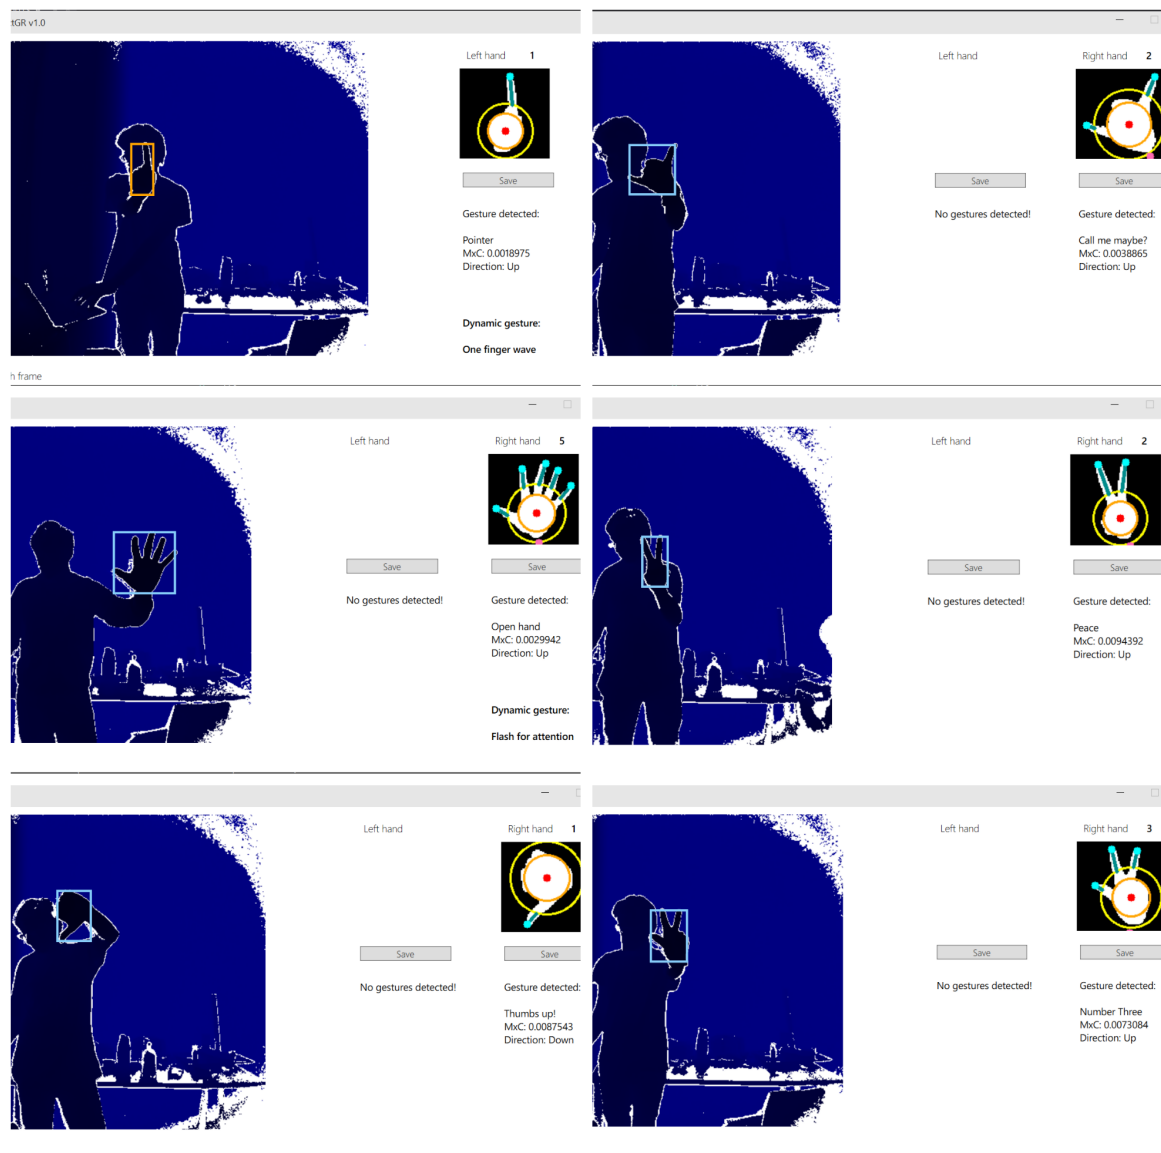 tGR v1.0
Left hand 1
Save
Gesture detected:
Pointer
MxC: 0.0018975
Direction: Up
Dynamic gesture:
One finger wave
h frame
Left hand
Right hand 2
Save
Save
No gestures detected!
Gesture detected:
Call me maybe?
MxC: 0.0038865
Direction: Up
Left hand
Right hand 5
Save
Save
No gestures detected!
Gesture detected:
Open hand
MxC: 0.0029942
Direction: Up
Dynamic gesture:
Flash for attention
Left hand
Right hand 2
Save
Save
No gestures detected!
Gesture detected:
Peace
MxC: 0.0094392
Direction: Up
Left hand
Right hand 1
Save
Save
No gestures detected!
Gesture detected:
Thumbs up!
MxC: 0.0087543
Direction: Down
Left hand
Right hand 3
Save
Save
No gestures detected!
Gesture detected:
Number Three
MxC: 0.0073084
Direction: Up